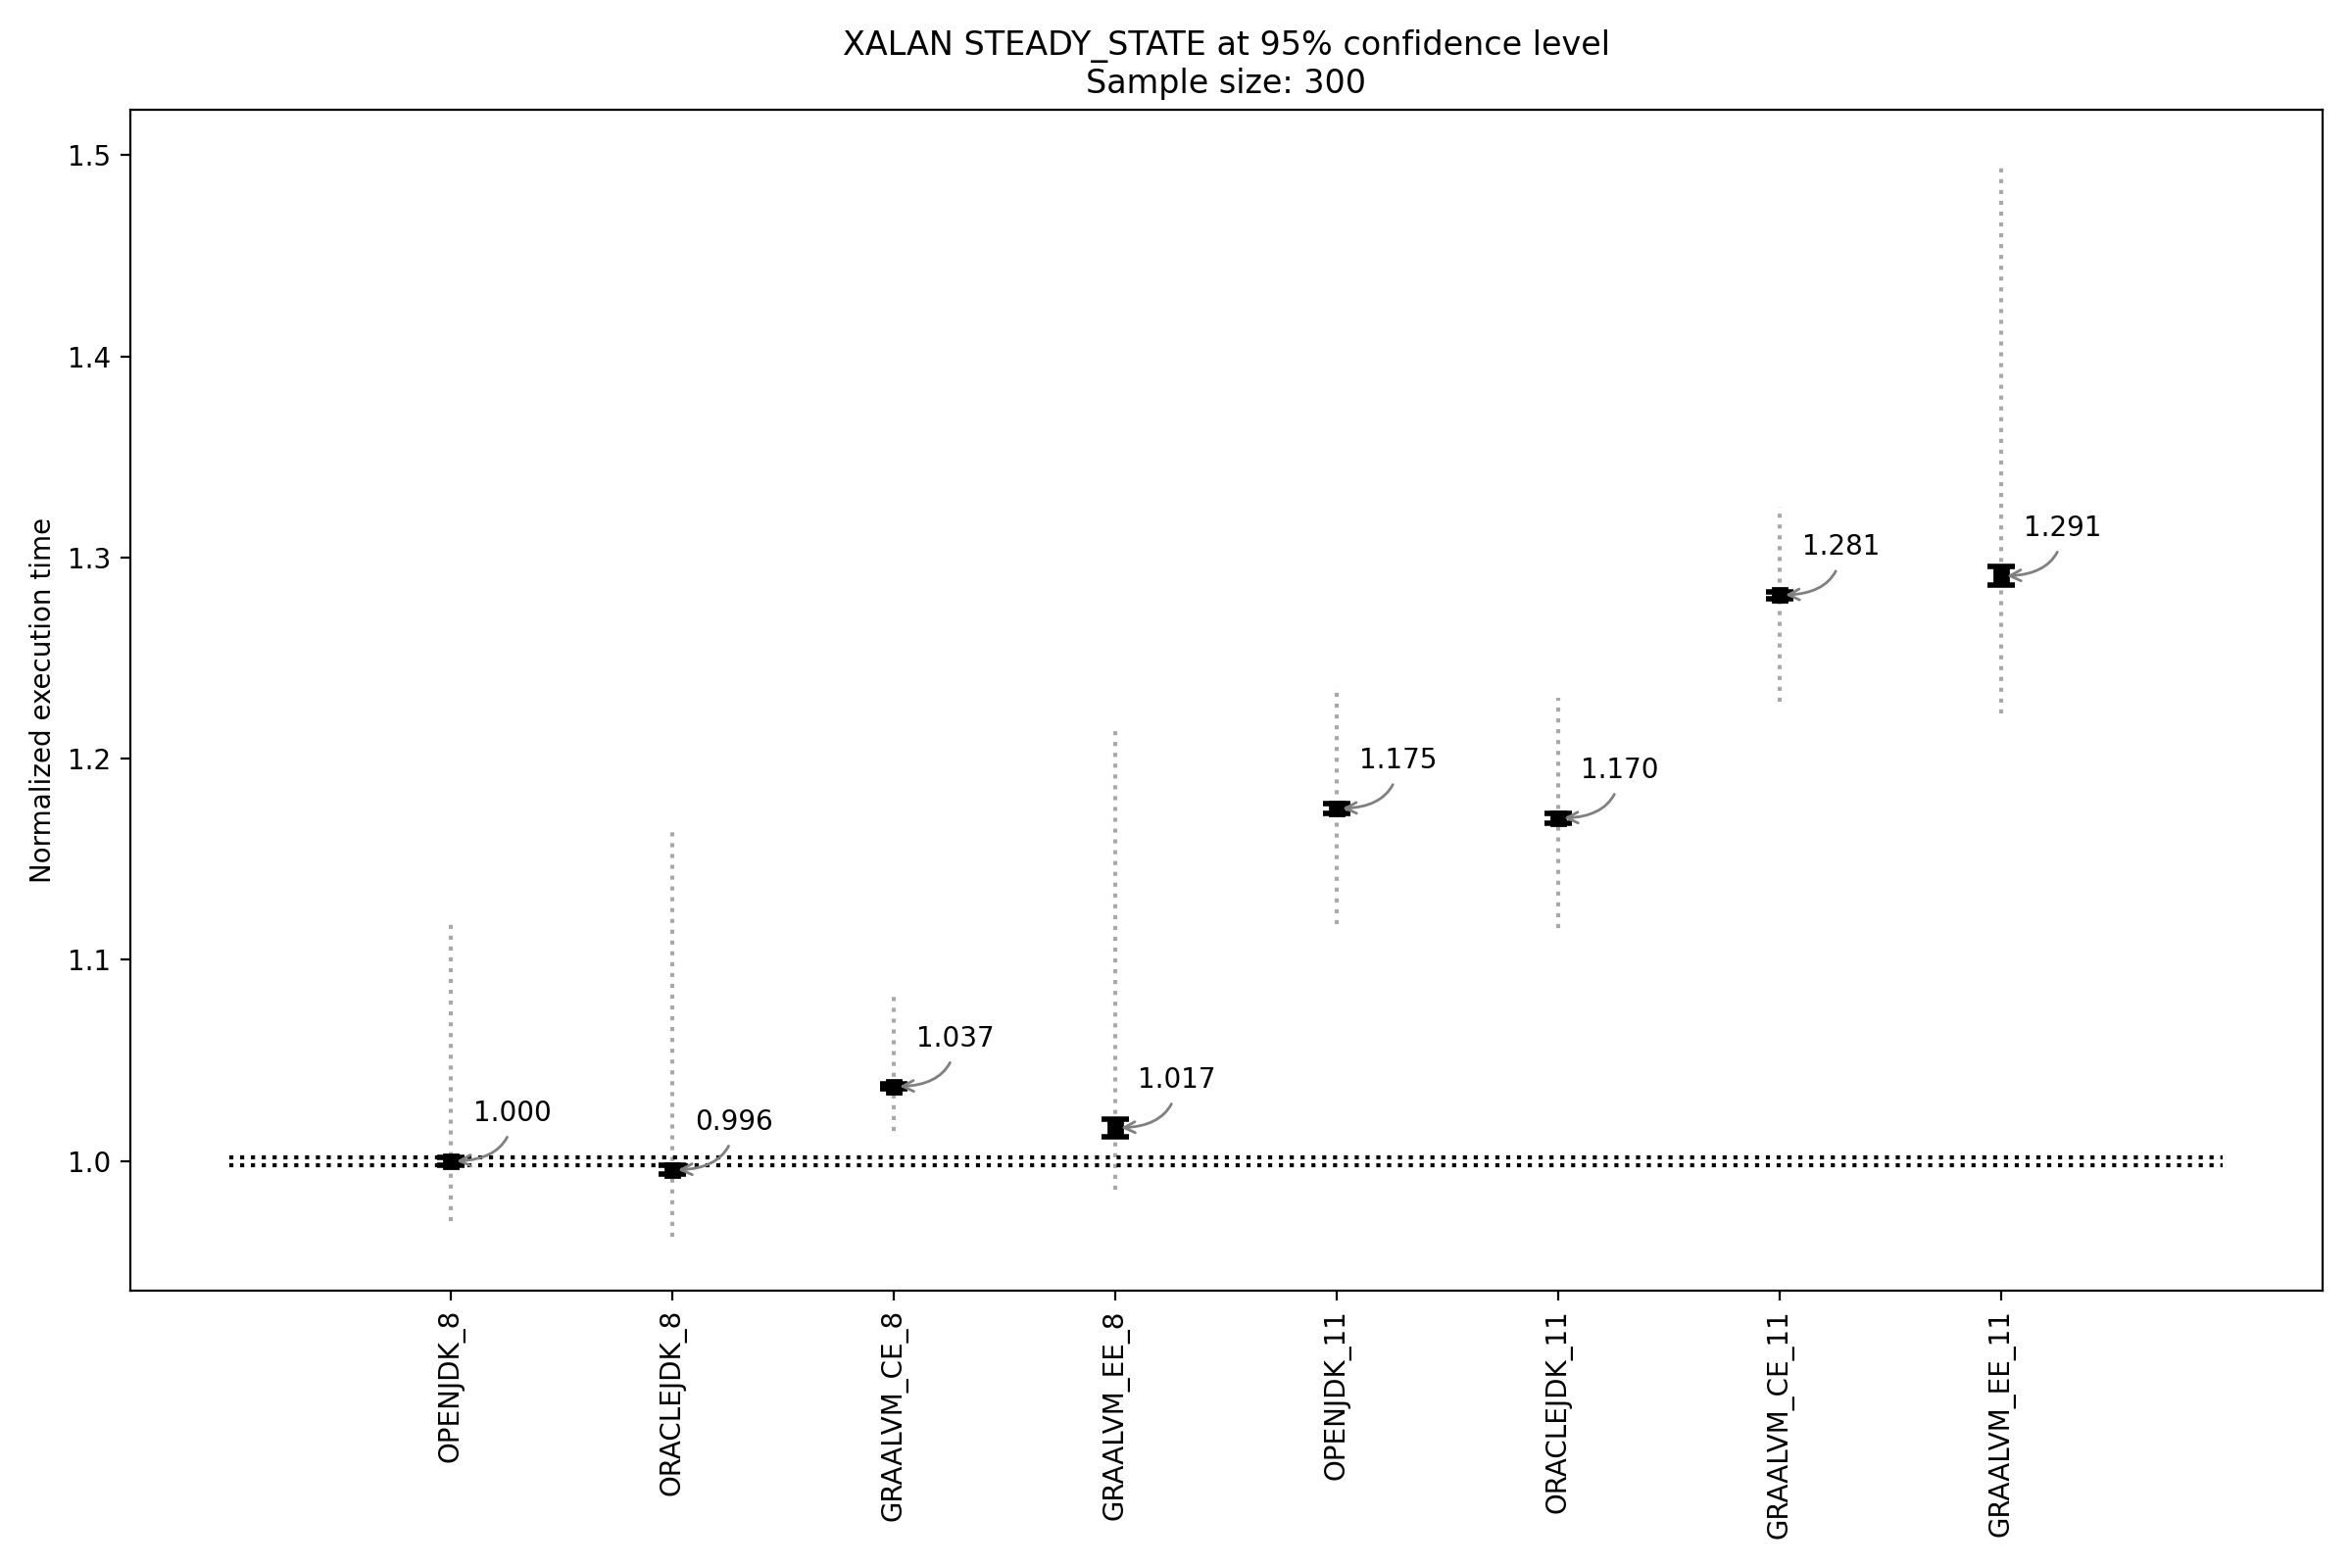 XALAN STEADY_STATE at 95% confidence level
Sample size: 300
Normalized execution time
1.5
1.4
1.3
1.2
1.1
1.0
1.000
0.996
1.037
1.017
1.175
1.170
1.281
1.291
OPENJDK_8
ORACLEJDK_8
GRAALVM_CE_8
GRAALVM_EE_8
OPENJDK_11
ORACLEJDK_11
GRAALVM_CE_11
GRAALVM_EE_11